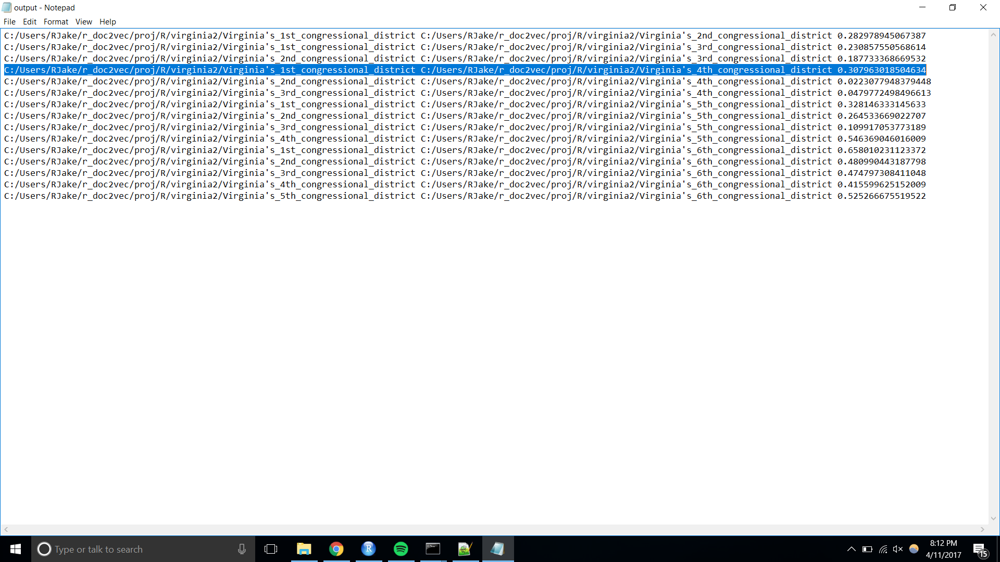 output - Notepad
File Edit Format View Help
C:/Users/RJake/r_doc2vec/proj/R/virginia2/Virginia's_1st_congressional_district C:/Users/RJake/r_doc2vec/proj/R/virginia2/Virginia's_2nd_congressional_district 0.282978945067387
C:/Users/RJake/r_doc2vec/proj/R/virginia2/Virginia's_1st_congressional_district C:/Users/RJake/r_doc2vec/proj/R/virginia2/Virginia's_3rd_congressional_district 0.230857550568614
C:/Users/RJake/r_doc2vec/proj/R/virginia2/Virginia's_2nd_congressional_district C:/Users/RJake/r_doc2vec/proj/R/virginia2/Virginia's_3rd_congressional_district 0.187733368669532
C:/Users/RJake/r_doc2vec/proj/R/virginia2/Virginia's_1st_congressional_district C:/Users/RJake/r_doc2vec/proj/R/virginia2/Virginia's_4th_congressional_district 0.307963018504634
C:/Users/RJake/r_doc2vec/proj/R/virginia2/Virginia's_2nd_congressional_district C:/Users/RJake/r_doc2vec/proj/R/virginia2/Virginia's_4th_congressional_district 0.0223077948379448
C:/Users/RJake/r_doc2vec/proj/R/virginia2/Virginia's_3rd_congressional_district C:/Users/RJake/r_doc2vec/proj/R/virginia2/Virginia's_4th_congressional_district 0.0479772498496613
C:/Users/RJake/r_doc2vec/proj/R/virginia2/Virginia's_1st_congressional_district C:/Users/RJake/r_doc2vec/proj/R/virginia2/Virginia's_5th_congressional_district 0.328146333145633
C:/Users/RJake/r_doc2vec/proj/R/virginia2/Virginia's_2nd_congressional_district C:/Users/RJake/r_doc2vec/proj/R/virginia2/Virginia's_5th_congressional_district 0.264533669022707
C:/Users/RJake/r_doc2vec/proj/R/virginia2/Virginia's_3rd_congressional_district C:/Users/RJake/r_doc2vec/proj/R/virginia2/Virginia's_5th_congressional_district 0.109917053773189
C:/Users/RJake/r_doc2vec/proj/R/virginia2/Virginia's_4th_congressional_district C:/Users/RJake/r_doc2vec/proj/R/virginia2/Virginia's_5th_congressional_district 0.546369046016009
C:/Users/RJake/r_doc2vec/proj/R/virginia2/Virginia's_1st_congressional_district C:/Users/RJake/r_doc2vec/proj/R/virginia2/Virginia's_6th_congressional_district 0.658010231123372
C:/Users/RJake/r_doc2vec/proj/R/virginia2/Virginia's_2nd_congressional_district C:/Users/RJake/r_doc2vec/proj/R/virginia2/Virginia's_6th_congressional_district 0.480990443187798
C:/Users/RJake/r_doc2vec/proj/R/virginia2/Virginia's_3rd_congressional_district C:/Users/RJake/r_doc2vec/proj/R/virginia2/Virginia's_6th_congressional_district 0.474797308411048
C:/Users/RJake/r_doc2vec/proj/R/virginia2/Virginia's_4th_congressional_district C:/Users/RJake/r_doc2vec/proj/R/virginia2/Virginia's_6th_congressional_district 0.415599625152009
C:/Users/RJake/r_doc2vec/proj/R/virginia2/Virginia's_5th_congressional_district C:/Users/RJake/r_doc2vec/proj/R/virginia2/Virginia's_6th_congressional_district 0.525266675519522
Type or talk to search
R
8:12 PM
4/11/2017
15